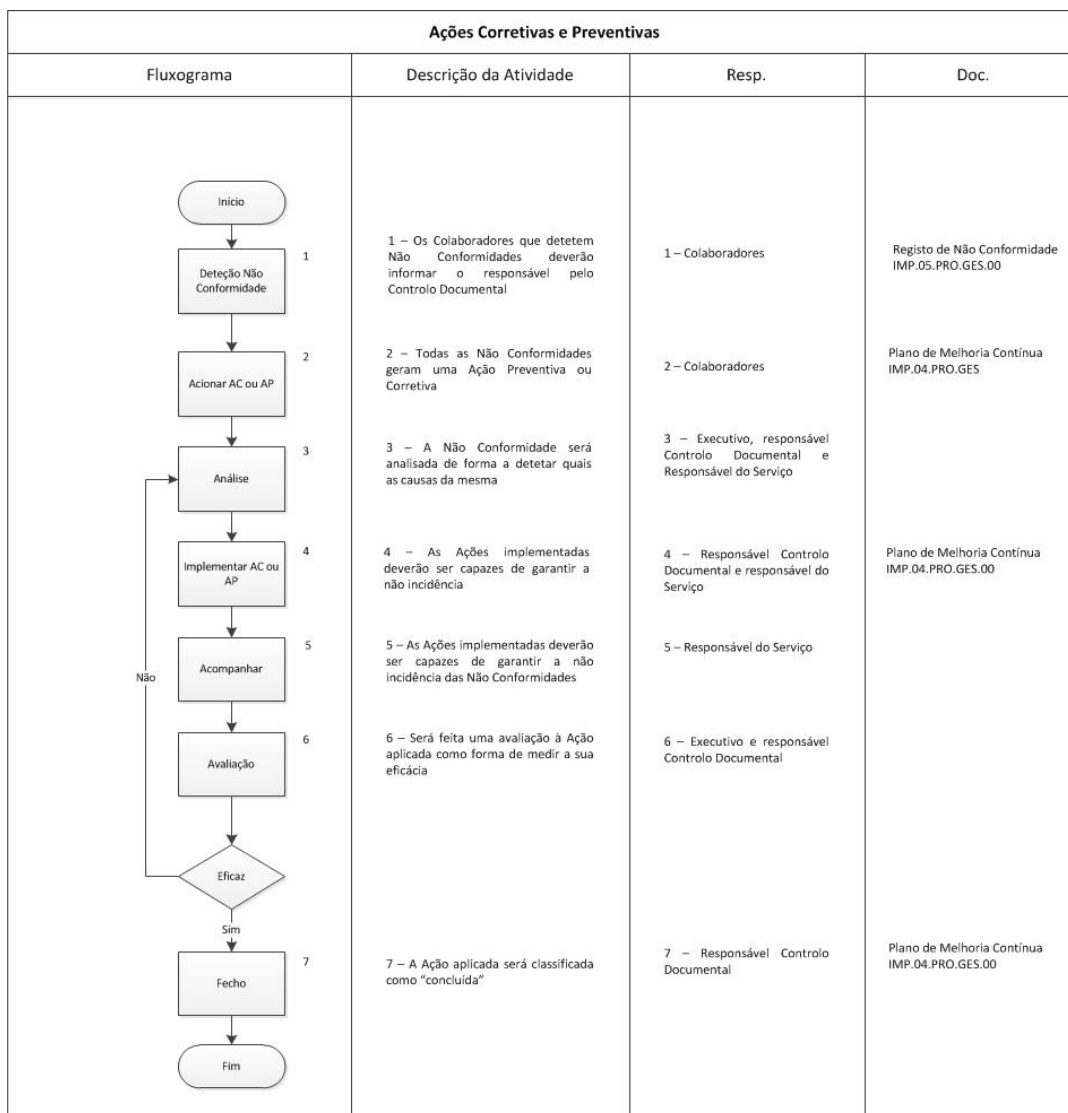 Ações Corretivas e Preventivas
Fluxograma
Descrição da Atividade
Resp.
Doc.
Início
Deteção Não
Conformidade
1
1 – Os Colaboradores que detetem
Não Conformidades deverão
informar o responsável pelo
Controlo Documental
1 – Colaboradores
Registo de Não Conformidade
IMP.05.PRO.GES.00
Acionar AC ou AP
2
2 – Todas as Não Conformidades
geram uma Ação Preventiva ou
Corretiva
2 – Colaboradores
Plano de Melhoria Contínua
IMP.04.PRO.GES
Análise
3
3 – A Não Conformidade será
analisada de forma a detetar quais
as causas da mesma
3 – Executivo, responsável
Controlo Documental e
Responsável do Serviço
Implementar AC ou
AP
4
4 – As Ações implementadas
deverão ser capazes de garantir a
não incidência
4 – Responsável Controlo
Documental e responsável do
Serviço
Plano de Melhoria Contínua
IMP.04.PRO.GES.00
Acompanhar
5
5 – As Ações implementadas deverão
ser capazes de garantir a não
incidência das Não Conformidades
5 – Responsável do Serviço
Não
Avaliação
6
6 – Será feita uma avaliação à Ação
aplicada como forma de medir a sua
eficácia
6 – Executivo e responsável
Controlo Documental
Eficaz
Sim
Fecho
7
7 – A Ação aplicada será classificada
como “concluída”
7 – Responsável Controlo
Documental
Plano de Melhoria Contínua
IMP.04.PRO.GES.00
Fim